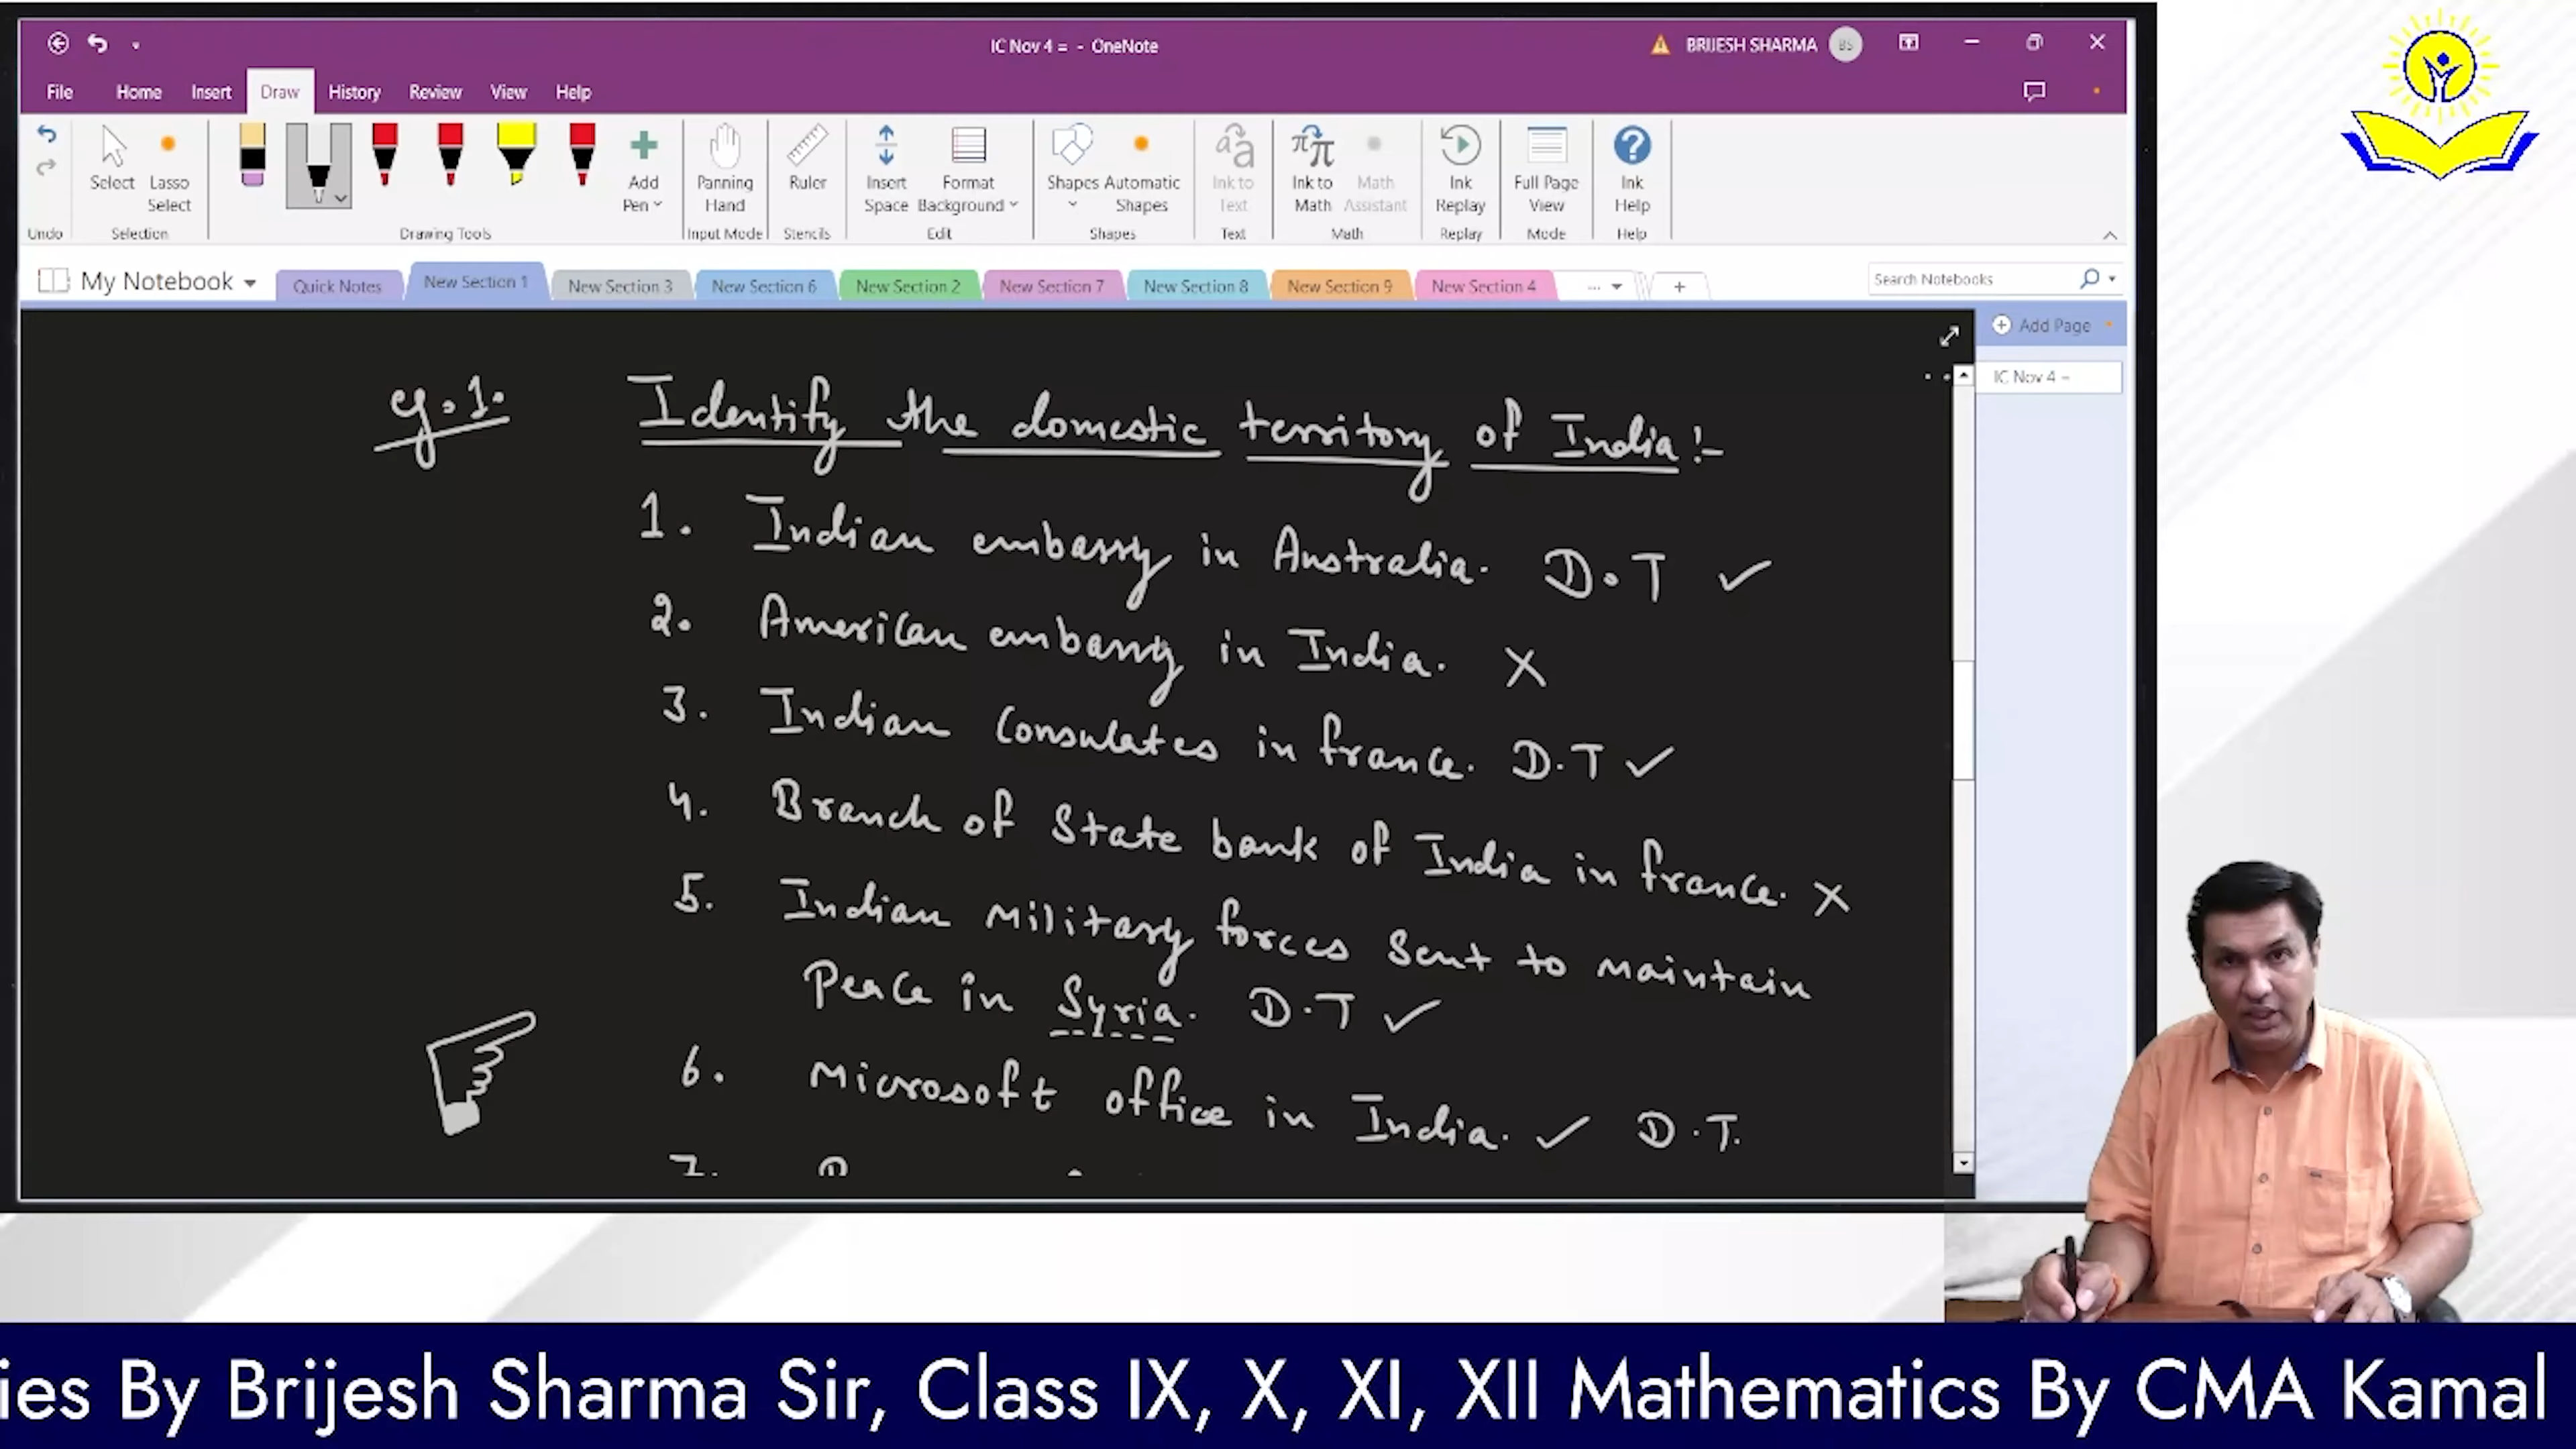 IC Nov 4 = - OneNote
BRIJESH SHARMA BS
File Home Insert Draw History Review View Help
Select Lasso Select
Add Pen
Panning Hand
Ruler
Insert Space
Format Background
Shapes Automatic Shapes
Ink to Text
Ink to Math
Math Assistant
Ink Replay
Full Page View
Ink Help
Undo Selection Drawing Tools Input Mode Stencils Edit Shapes Text Math Replay Mode Help
My Notebook Quick Notes New Section 1 New Section 3 New Section 6 New Section 2 New Section 7 New Section 8 New Section 9 New Section 4 ... + Search Notebooks
Add Page
IC Nov 4 =
eg.1. Identify the domestic territory of India:-
1. Indian embassy in Australia. D.T ✓
2. American embassy in India. X
3. Indian Consulates in france. D.T ✓
4. Branch of State bank of India in france. X
5. Indian Military forces Sent to Maintain
Peace in Syria. D.T ✓
6. Microsoft office in India. ✓ D.T.
7.
ies By Brijesh Sharma Sir, Class IX, X, XI, XII Mathematics By CMA Kamal